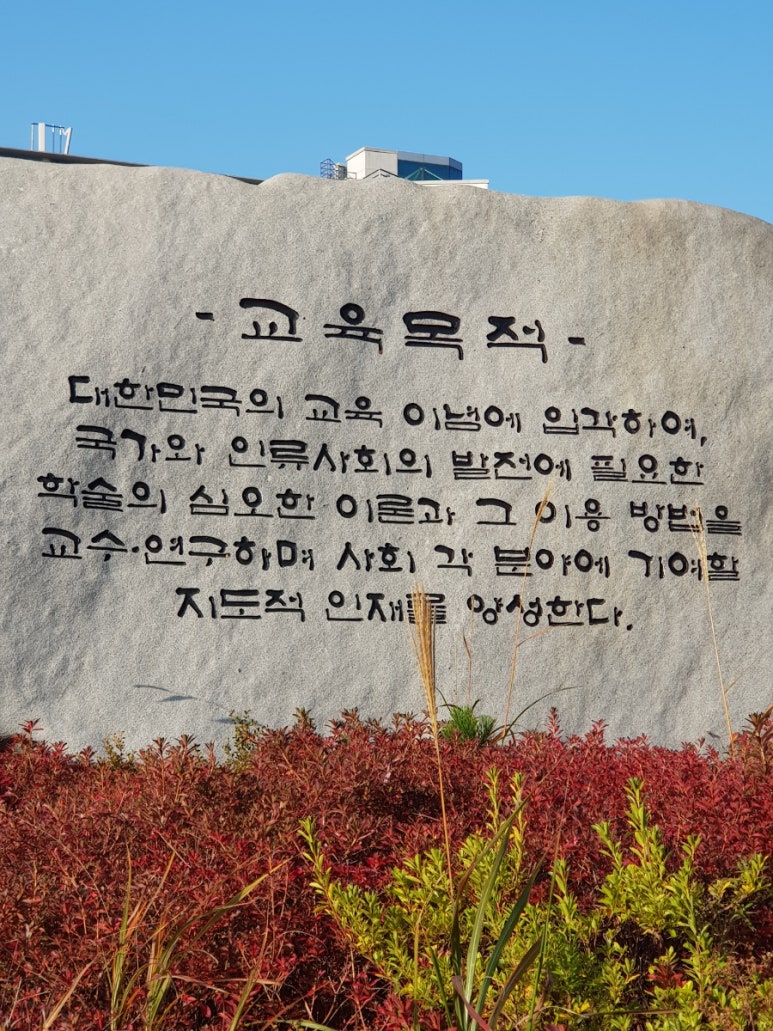 - 교육목적 -
대한민국의 교육 이념에 입각하여,
국가와 인류사회의 발전에 필요한
학술의 심오한 이론과 그 이용 방법을
교수·연구하며 사회 각 분야에 기여할
지도적 인재를 양성한다.